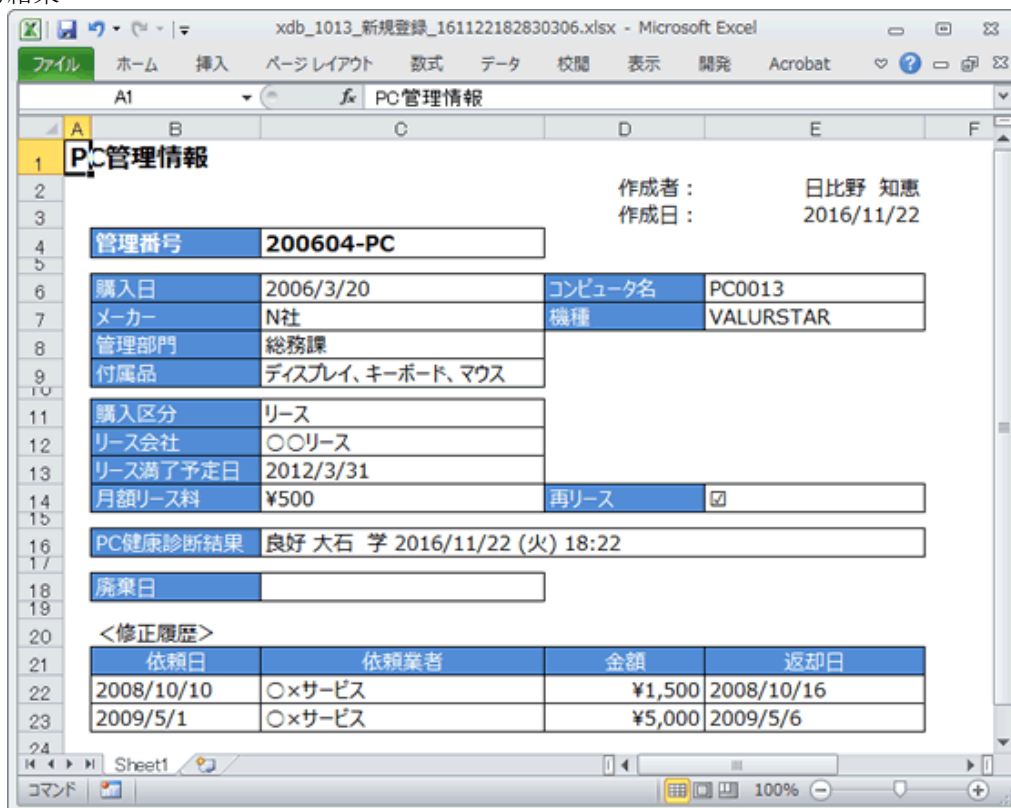 xdb_1013_新規登録_161122182830306.xlsx - Microsoft Excel
ファイル ホーム 挿入 ページ レイアウト 数式 データ 校閲 表示 開発 Acrobat
A1 fx PC管理情報
A B C D E F
1 PC管理情報
2 作成者： 日比野 知恵
3 作成日： 2016/11/22
4 管理番号 200604-PC
5
6 購入日 2006/3/20 コンピュータ名 PC0013
7 メーカー N社 機種 VALURSTAR
8 管理部門 総務課
9 付属品 ディスプレイ、キーボード、マウス
10
11 購入区分 リース
12 リース会社 〇〇リース
13 リース満了予定日 2012/3/31
14 月額リース料 ¥500 再リース ☑
15
16 PC健康診断結果 良好 大石 学 2016/11/22 (火) 18:22
17
18 廃棄日
19
20 ＜修正履歴＞
21 依頼日 依頼業者 金額 返却日
22 2008/10/10 〇×サービス ¥1,500 2008/10/16
23 2009/5/1 〇×サービス ¥5,000 2009/5/6
24
Sheet1
コマンド 100%